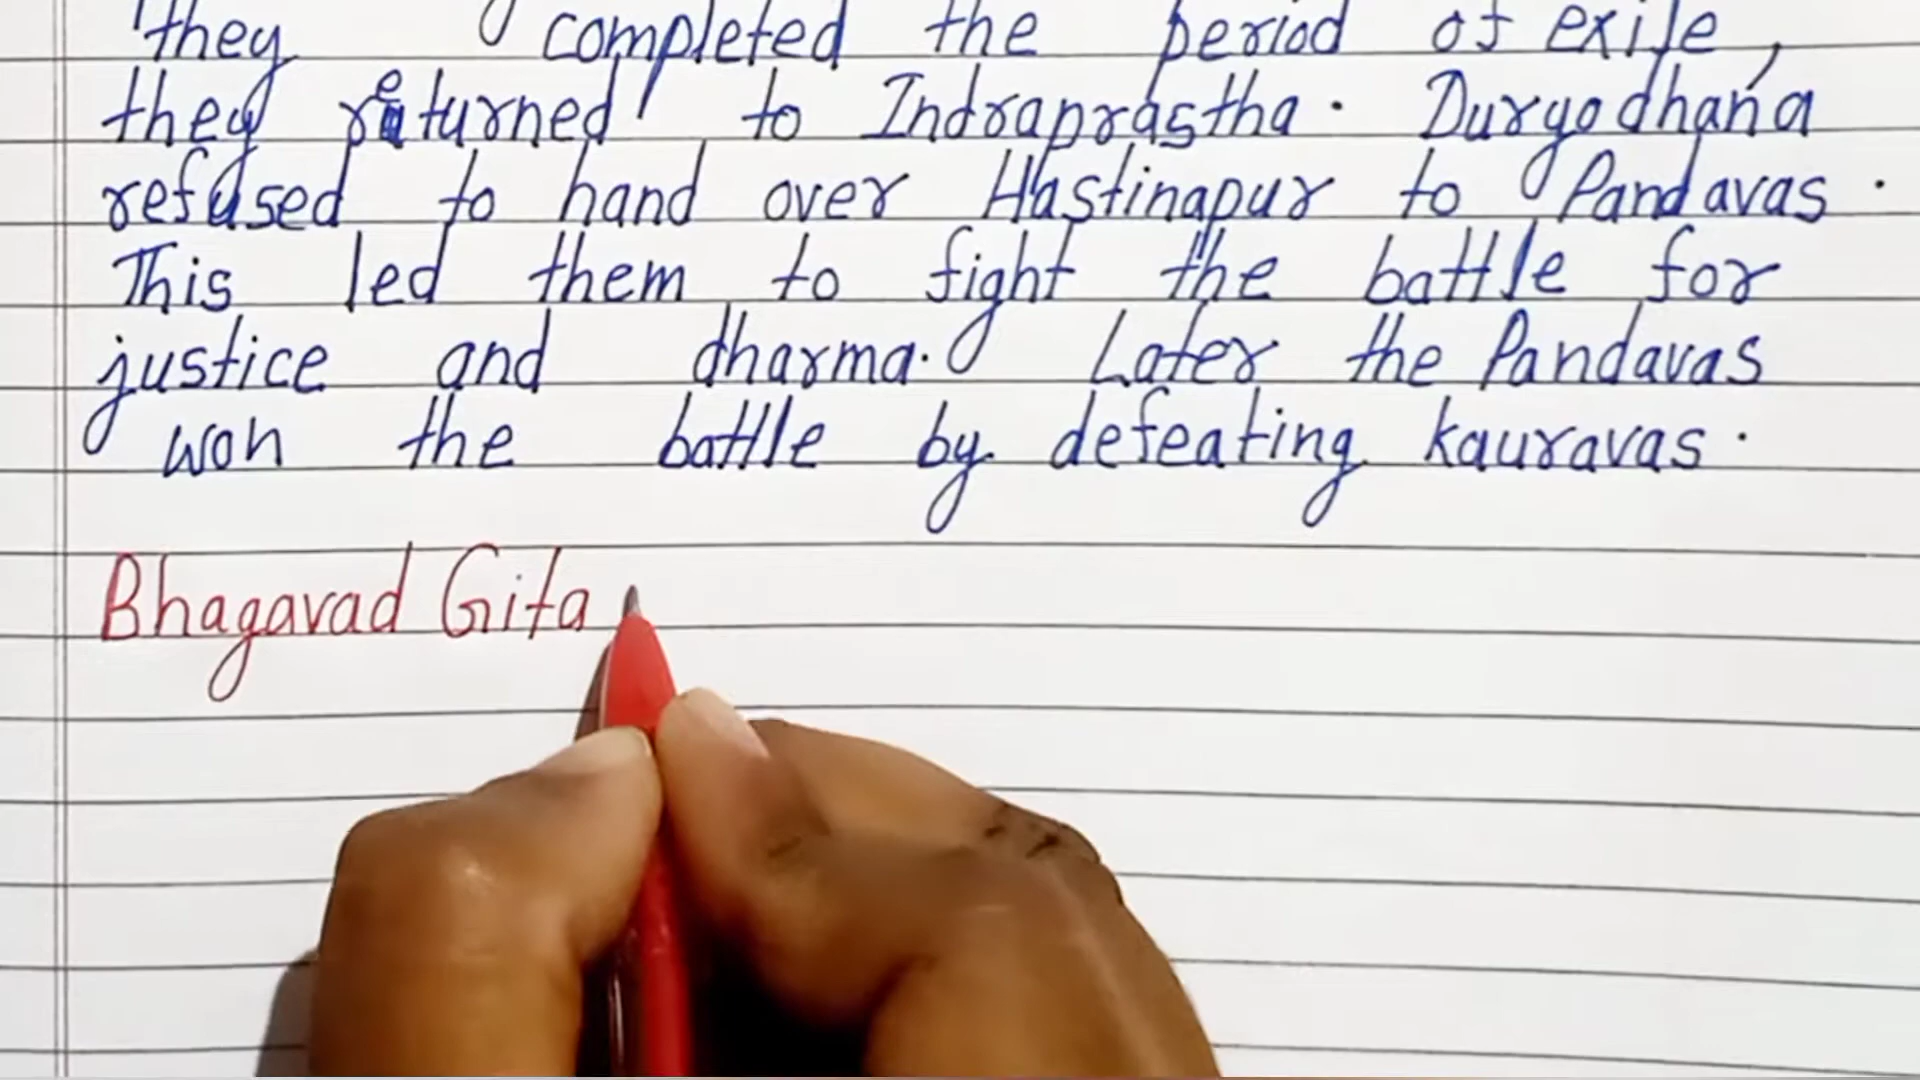 they completed the period of exile,
they returned to Indraprastha. Duryodhana
refused to hand over Hastinapur to Pandavas.
This led them to fight the battle for
justice and dharma. Later the Pandavas
won the battle by defeating kauravas.
Bhagavad Gita